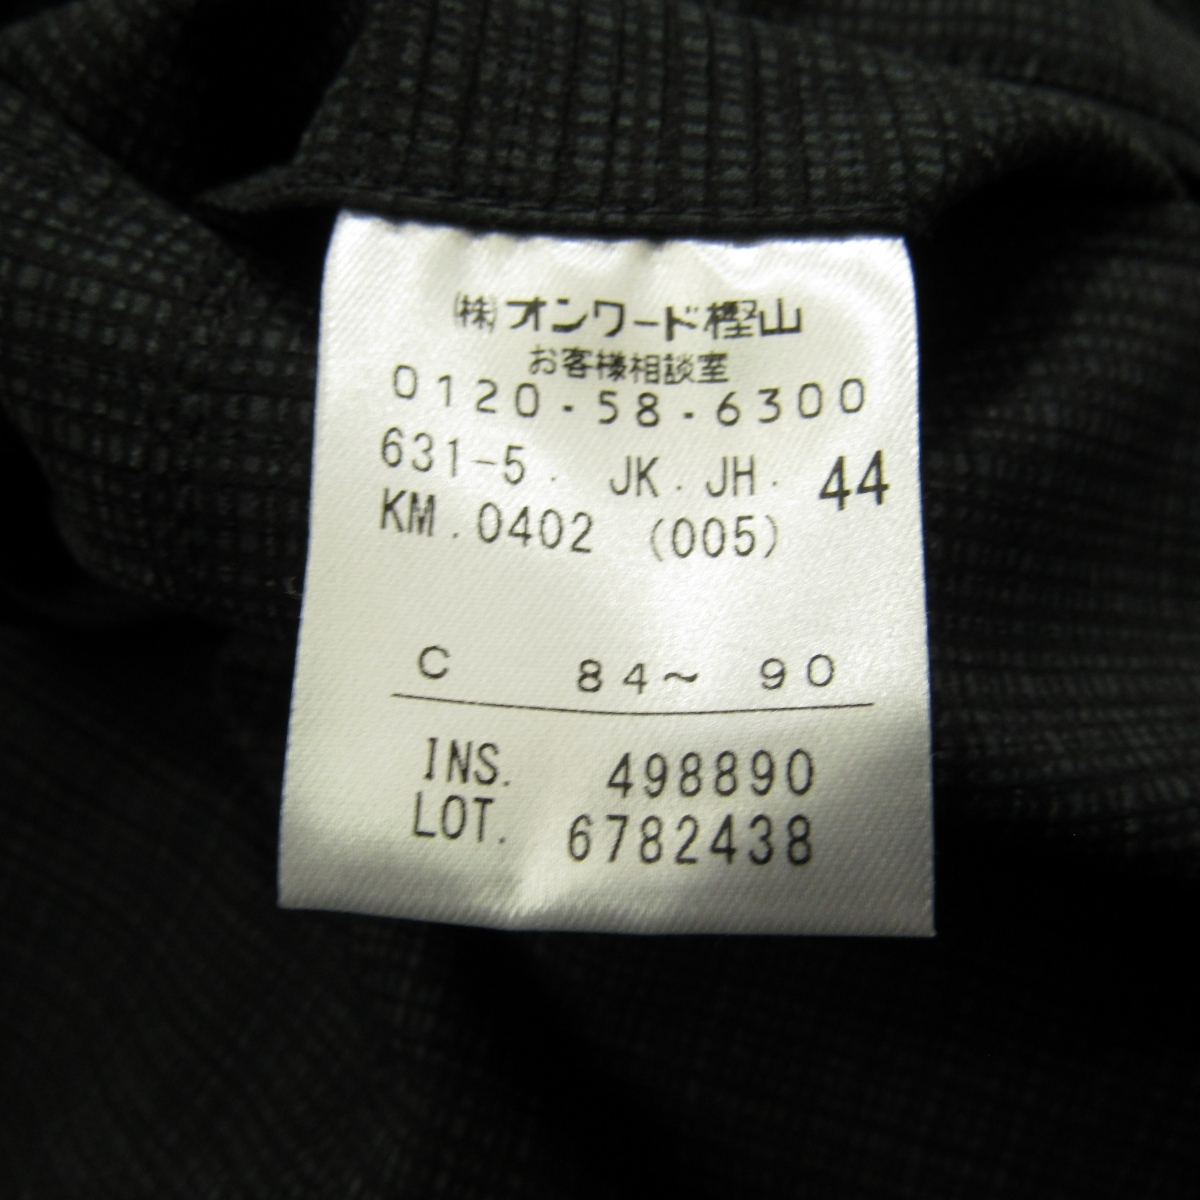 (株)オンワード樫山
お客様相談室
0120-58-6300
631-5. JK. JH. 44
KM. 0402 (005)
C 84~ 90
INS. 498890
LOT. 6782438